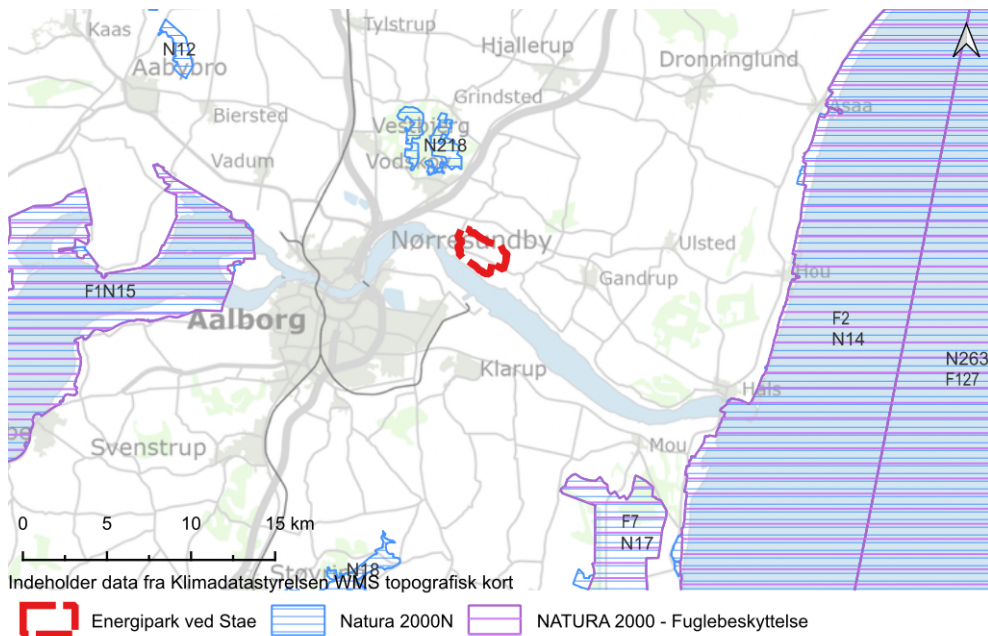 Kaas
Tylstrup
N12
Hjallerup
Aabybro
Dronninglund
Grindsted
Asaa
Biersted
Vestbjerg
N218
Vadum
Nørresundby
Ulsted
Hou
Gandrup
F1N15
Aalborg
F2
N14
N263
F127
Klarup
Hals
Svenstrup
Mou
F7
N17
N18
0 5 10 15 km
Indeholder data fra Klimadatastyrelsen WMS topografisk kort
Energipark ved Stae
Natura 2000N
NATURA 2000 - Fuglebeskyttelse